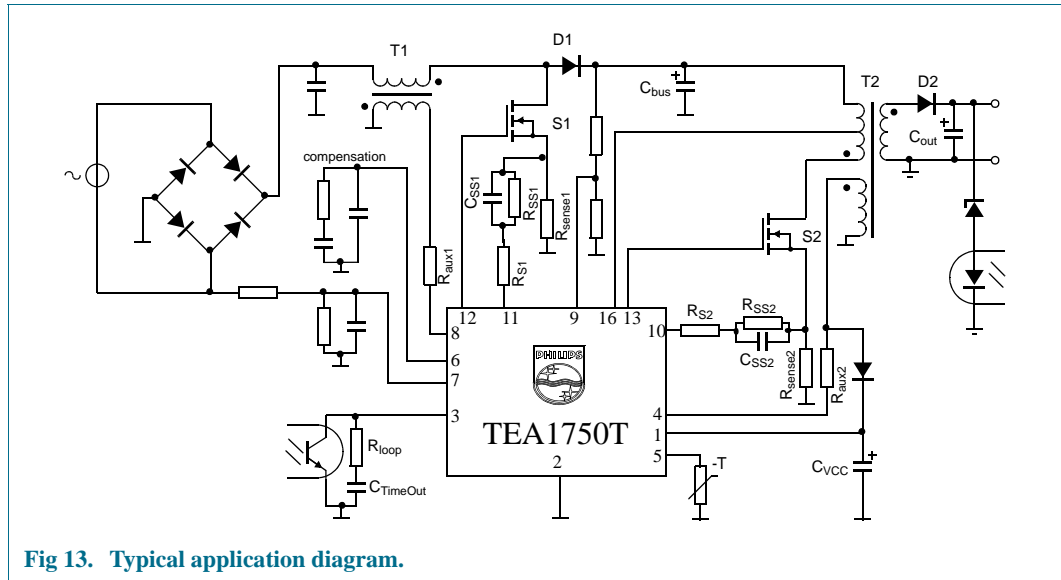 T1
D1
T2
D2
Cbus
Cout
S1
compensation
CSS1
RSS1
Rsense1
S2
Raux1
RS1
12
11
9
16
13
8
10
RS2
RSS2
CSS2
Rsense2
Raux2
6
7
PHILIPS
3
4
TEA1750T
1
Rloop
2
5
-T
CVCC
CTimeOut
Fig 13. Typical application diagram.